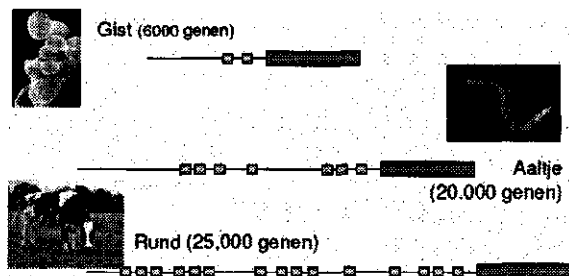 Gist (6000 genen)
Aaltje
(20.000 genen)
Rund (25,000 genen)